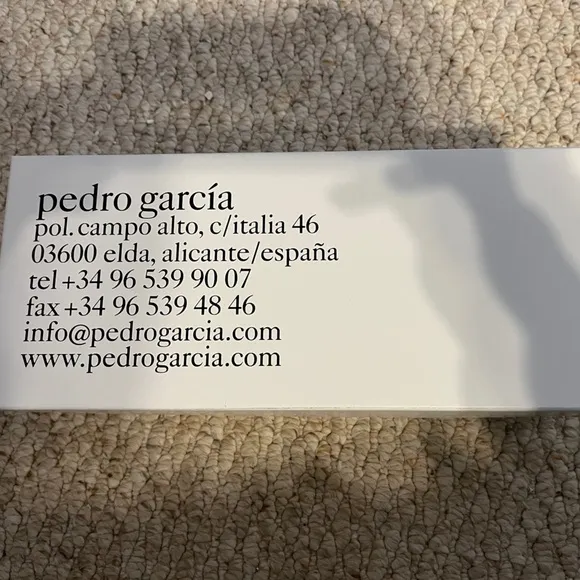 pedro garcía
pol. campo alto, c/italia 46
03600 elda, alicante/españa
tel +34 96 539 90 07
fax +34 96 539 48 46
info@pedrogarcia.com
www.pedrogarcia.com